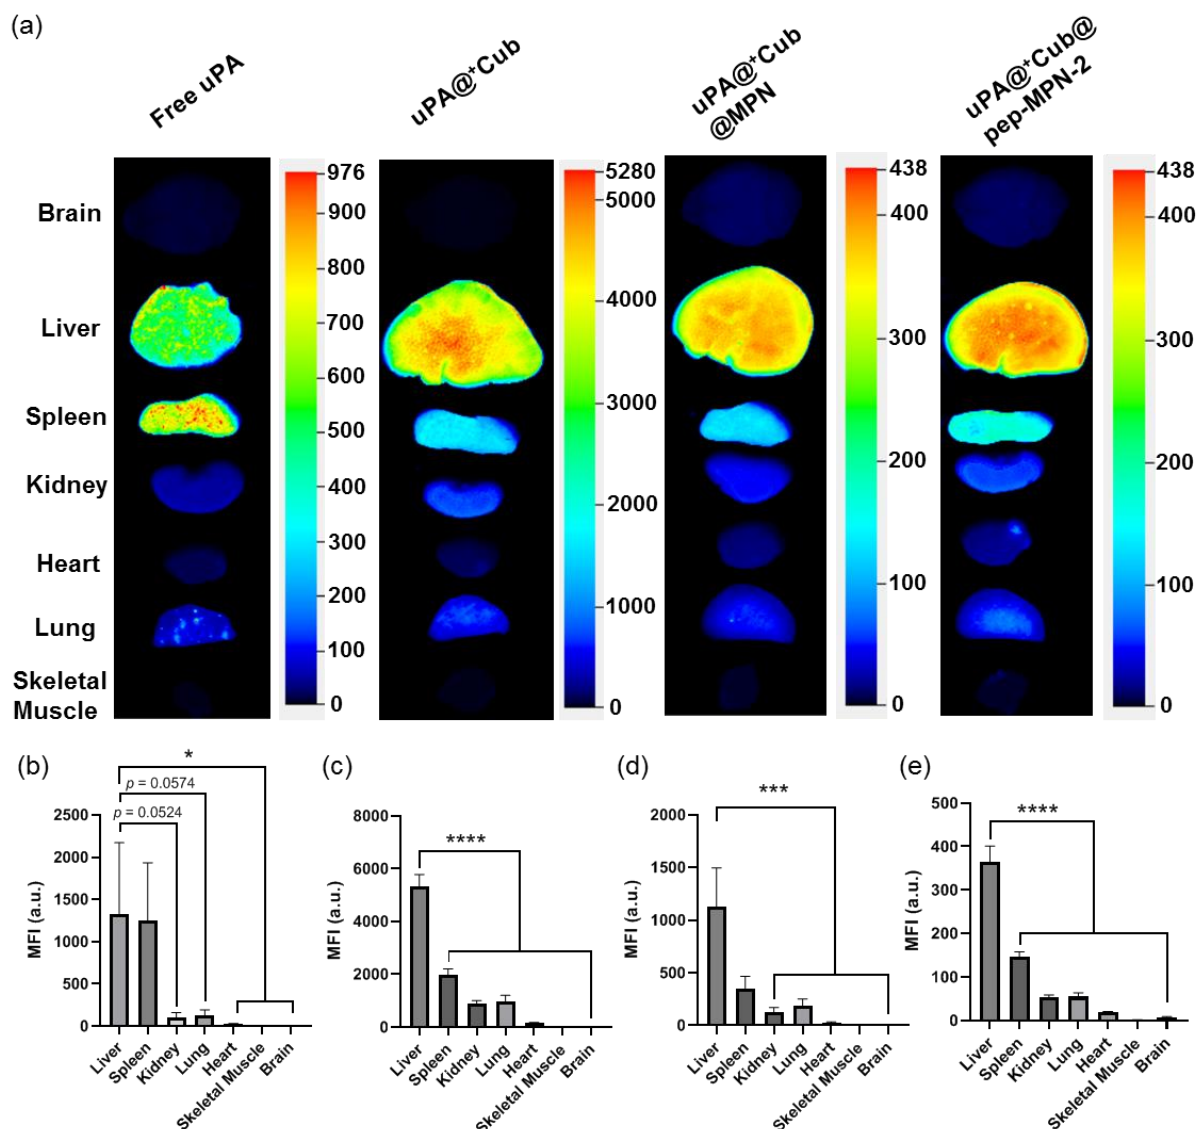 (a)
Free uPA
uPA@⁺Cub
uPA@⁺Cub
@MPN
uPA@⁺Cub@
pep-MPN-2
Brain
Liver
Spleen
Kidney
Heart
Lung
Skeletal
Muscle
976
900
800
700
600
500
400
300
200
100
0
5280
5000
4000
3000
2000
1000
0
438
400
300
200
100
0
438
400
300
200
100
0
(b)
*
p = 0.0574
p = 0.0524
MFI (a.u.)
2500
2000
1500
1000
500
0
Liver
Spleen
Kidney
Lung
Heart
Skeletal Muscle
Brain
(c)
****
MFI (a.u.)
8000
6000
4000
2000
0
Liver
Spleen
Kidney
Lung
Heart
Skeletal Muscle
Brain
(d)
***
MFI (a.u.)
2000
1500
1000
500
0
Liver
Spleen
Kidney
Lung
Heart
Skeletal Muscle
Brain
(e)
****
MFI (a.u.)
500
400
300
200
100
0
Liver
Spleen
Kidney
Lung
Heart
Skeletal Muscle
Brain